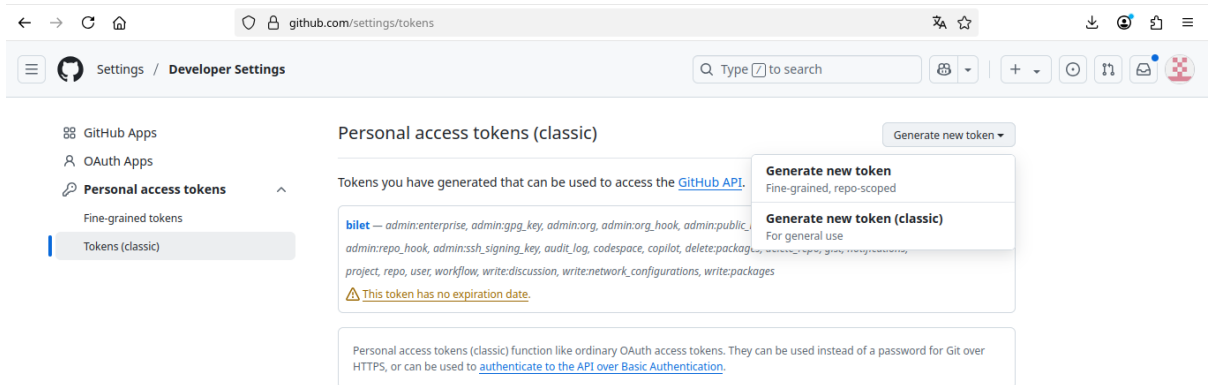 github.com/settings/tokens
Settings / Developer Settings
Type / to search
GitHub Apps
OAuth Apps
Personal access tokens
Fine-grained tokens
Tokens (classic)
Personal access tokens (classic)
Generate new token
Generate new token
Fine-grained, repo-scoped
Generate new token (classic)
For general use
Tokens you have generated that can be used to access the GitHub API.
bilet — admin:enterprise, admin:gpg_key, admin:org, admin:org_hook, admin:public_
admin:repo_hook, admin:ssh_signing_key, audit_log, codespace, copilot, delete:packages, delete_repo, gist, notifications,
project, repo, user, workflow, write:discussion, write:network_configurations, write:packages
This token has no expiration date.
Personal access tokens (classic) function like ordinary OAuth access tokens. They can be used instead of a password for Git over
HTTPS, or can be used to authenticate to the API over Basic Authentication.